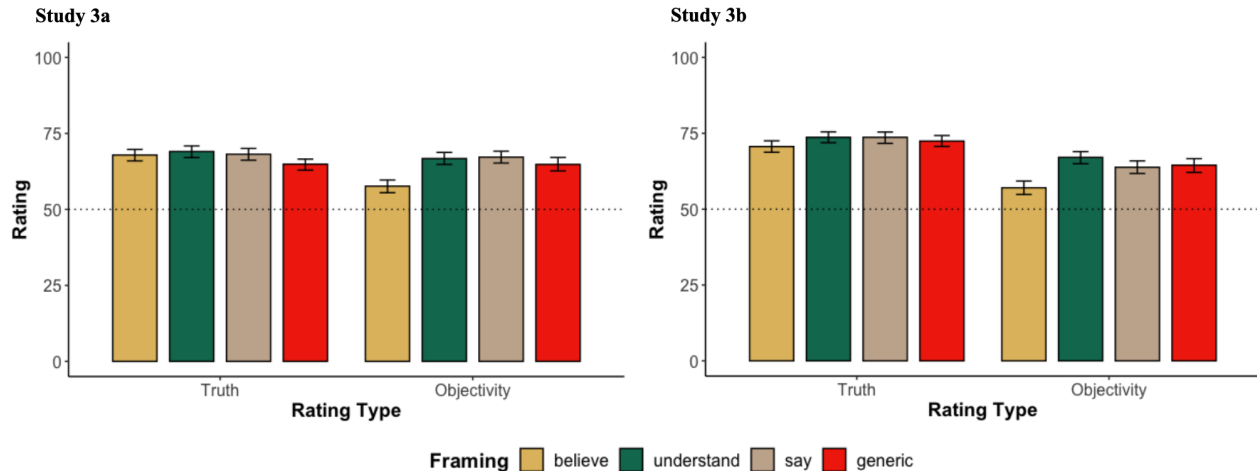 Study 3a
100
75
50
25
0
Rating
Truth
Objectivity
Rating Type
Study 3b
100
75
50
25
0
Rating
Truth
Objectivity
Rating Type
Framing believe understand say generic